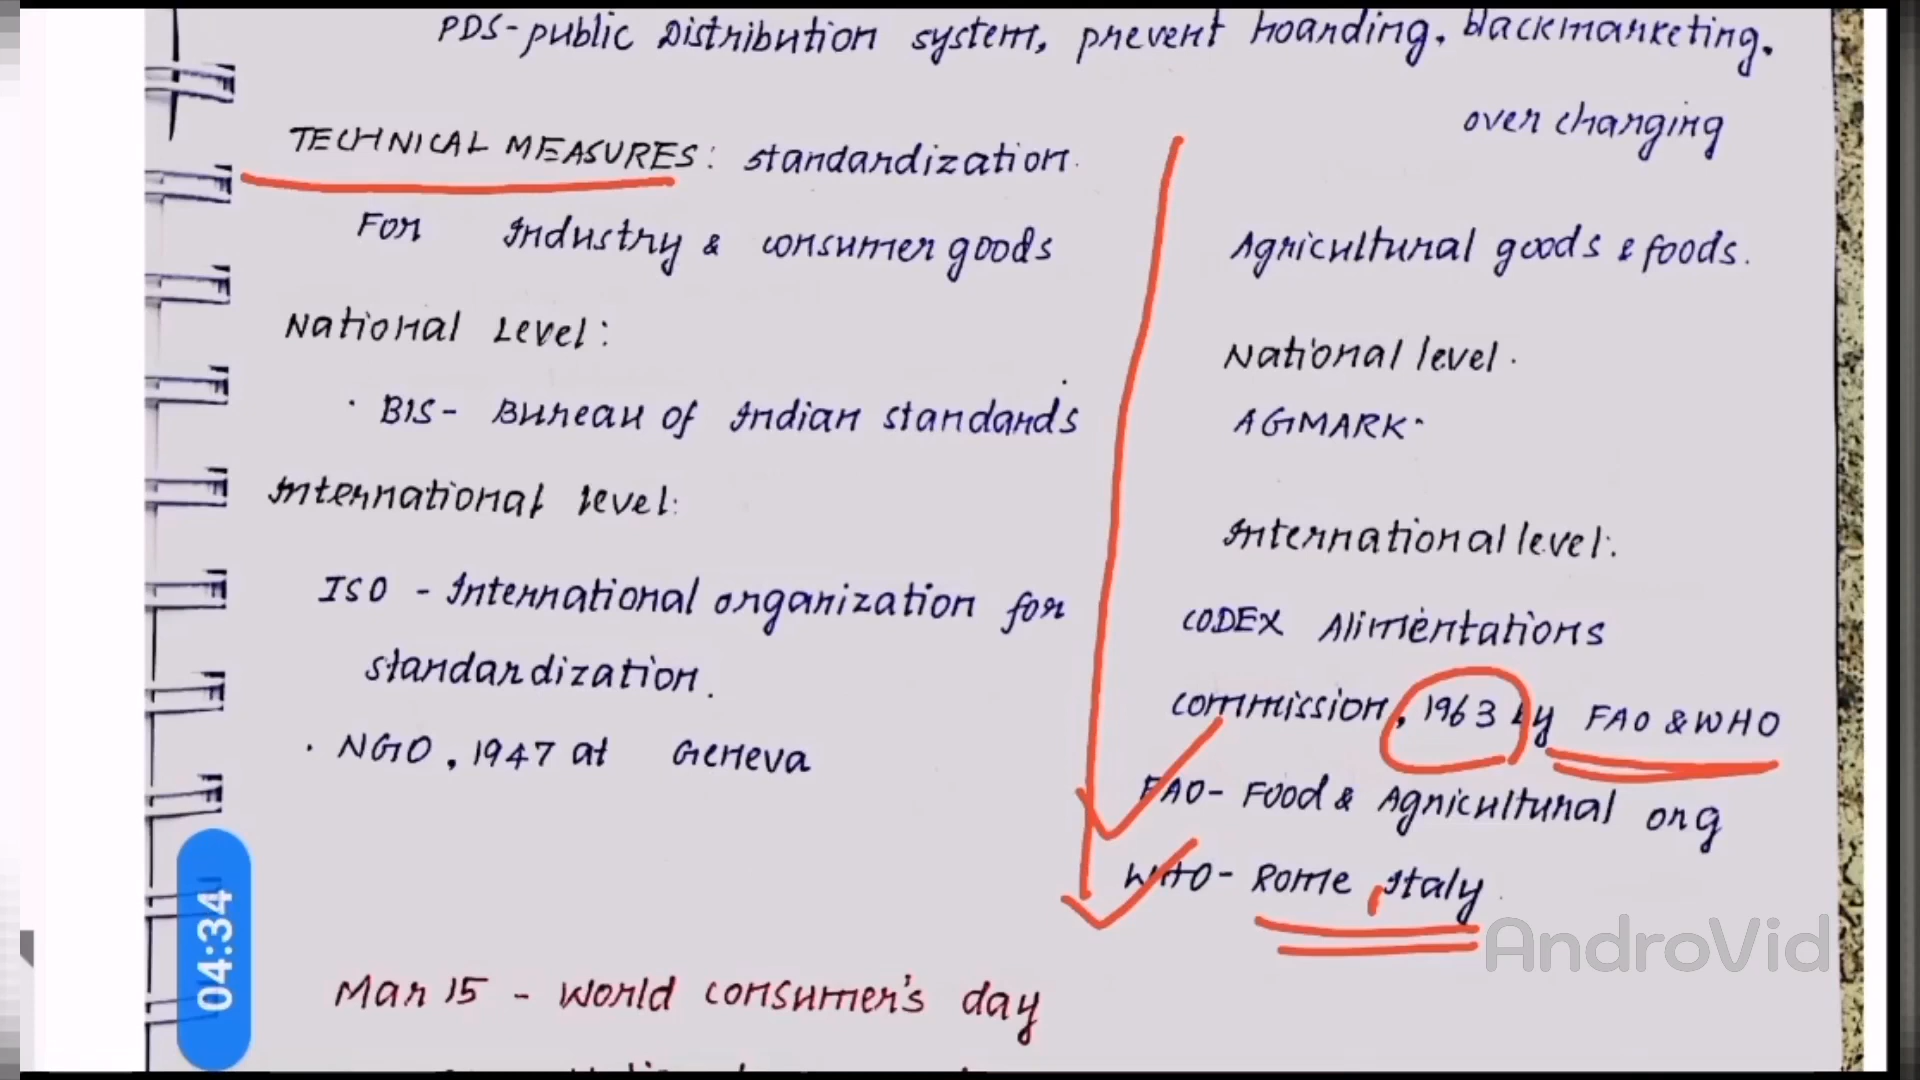 PDS-public Distribution system, prevent hoarding. blackmarketing.
over charging
TECHNICAL MEASURES: standardization
For Industry & consumer goods
National Level:
· BIS- Bureau of Indian standards
International level:
ISO - International organization for
standardization.
· NGO, 1947 at Geneva
Agricultural goods & foods.
National level.
AGMARK.
International level:
CODEX Alimentations
commission, 1963 by FAO & WHO
FAO- Food & Agricultural org
WHO- Rome, Italy
Mar 15 - World consumer's day
04:34
AndroVid